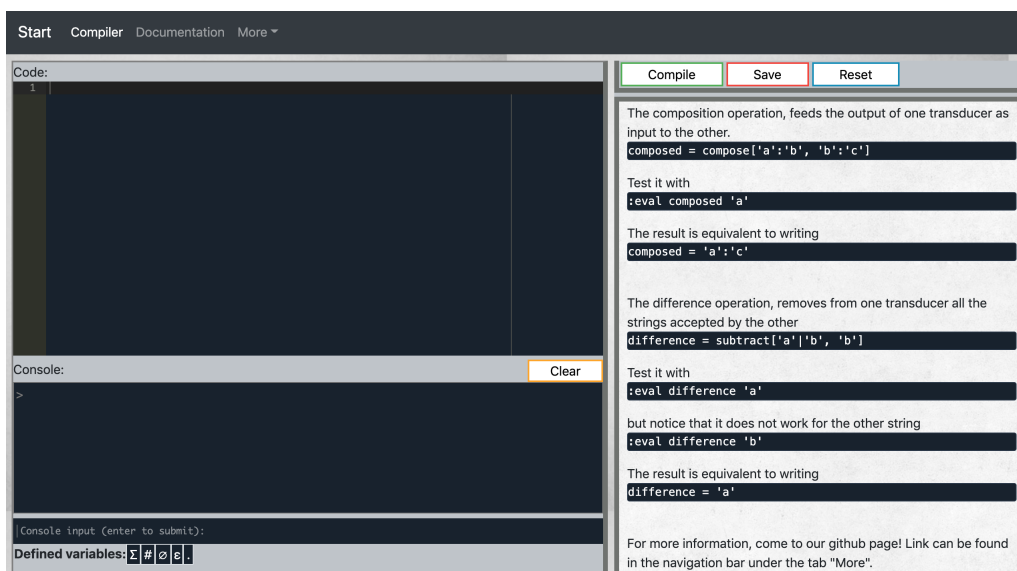 Start Compiler Documentation More
Code:
1
Compile Save Reset
The composition operation, feeds the output of one transducer as
input to the other.
composed = compose['a':'b', 'b':'c']
Test it with
:eval composed 'a'
The result is equivalent to writing
composed = 'a':'c'
The difference operation, removes from one transducer all the
strings accepted by the other
difference = subtract['a'|'b', 'b']
Test it with
:eval difference 'a'
but notice that it does not work for the other string
:eval difference 'b'
The result is equivalent to writing
difference = 'a'
For more information, come to our github page! Link can be found
in the navigation bar under the tab "More".
Console: Clear
>
Console input (enter to submit):
Defined variables: Σ # ∅ ε .